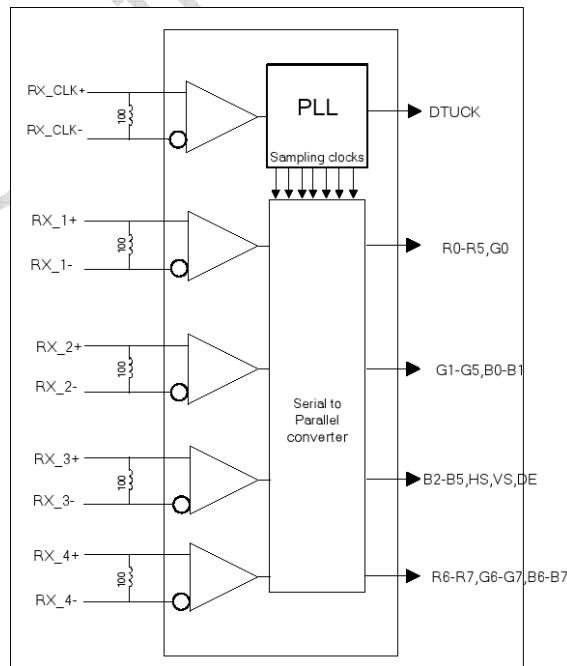 RX_CLK+
100
RX_CLK-
PLL
Sampling clocks
DTUCK
RX_1+
100
RX_1-
R0-R5,G0
RX_2+
100
RX_2-
G1-G5,B0-B1
Serial to
Parallel
converter
RX_3+
100
RX_3-
B2-B5,HS,VS,DE
RX_4+
100
RX_4-
R6-R7,G6-G7,B6-B7